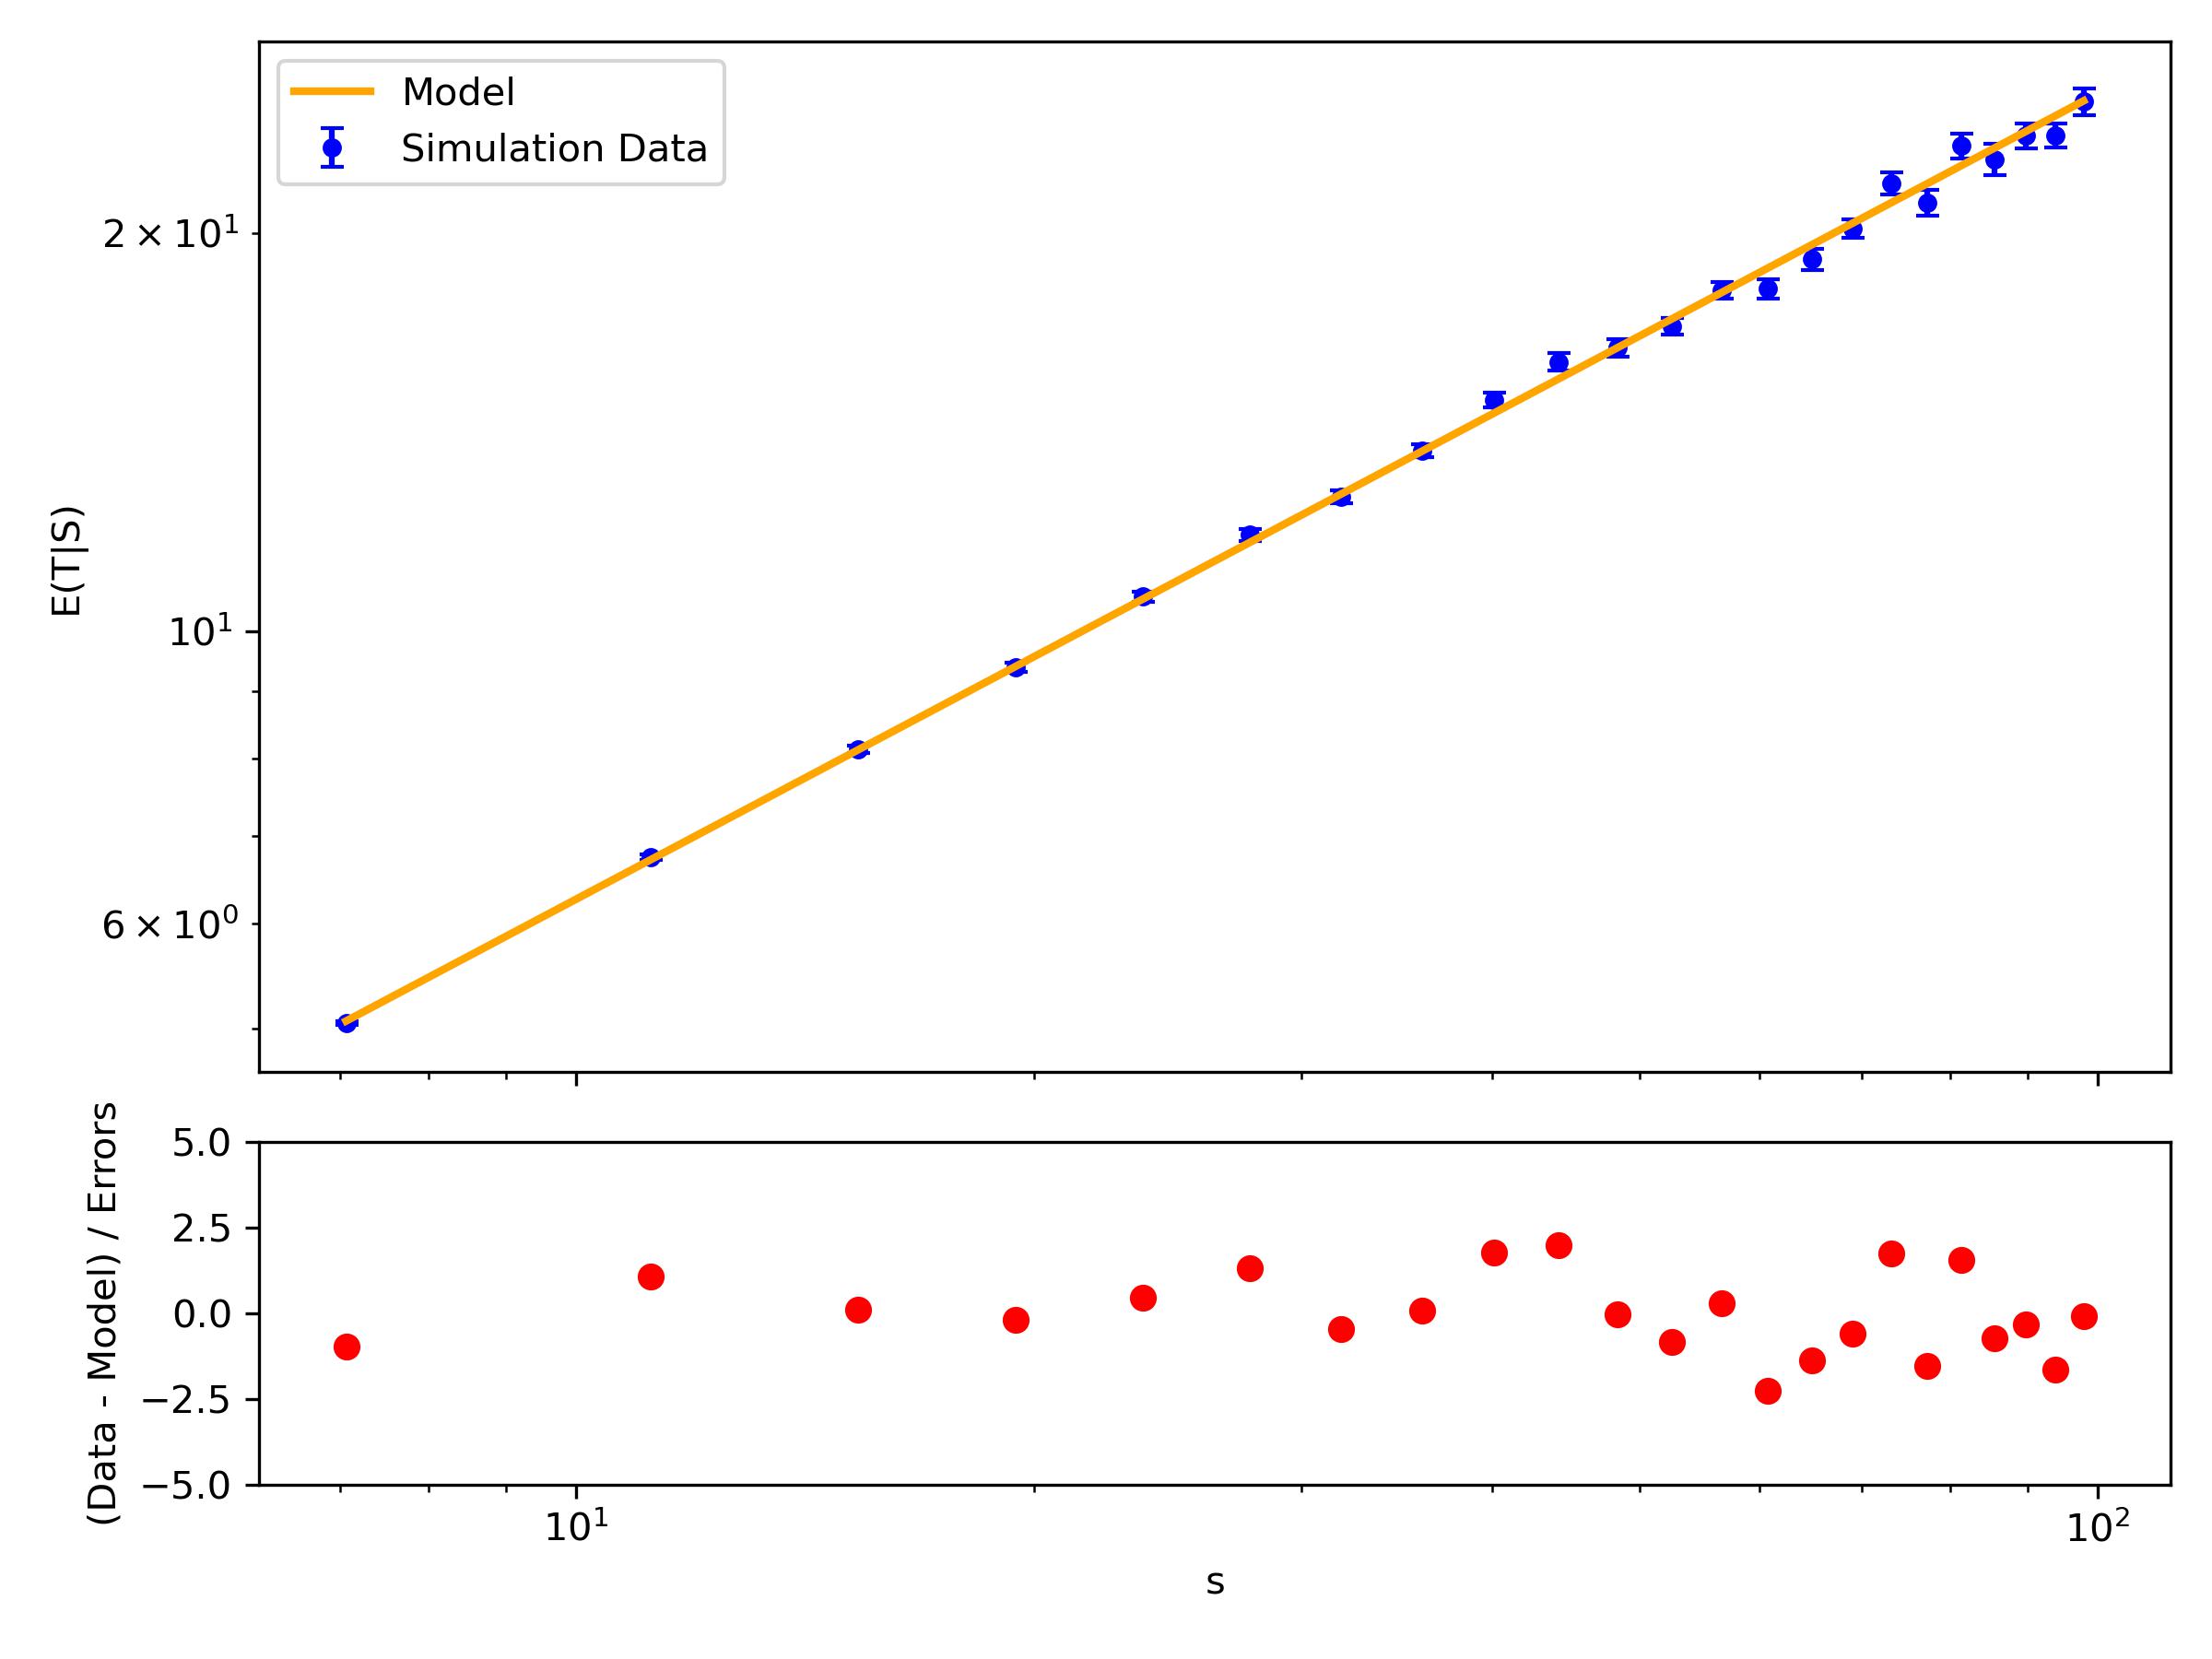 Model
Simulation Data
2 × 10¹
10¹
6 × 10⁰
E(T|S)
5.0
2.5
0.0
−2.5
−5.0
(Data - Model) / Errors
10¹
10²
s